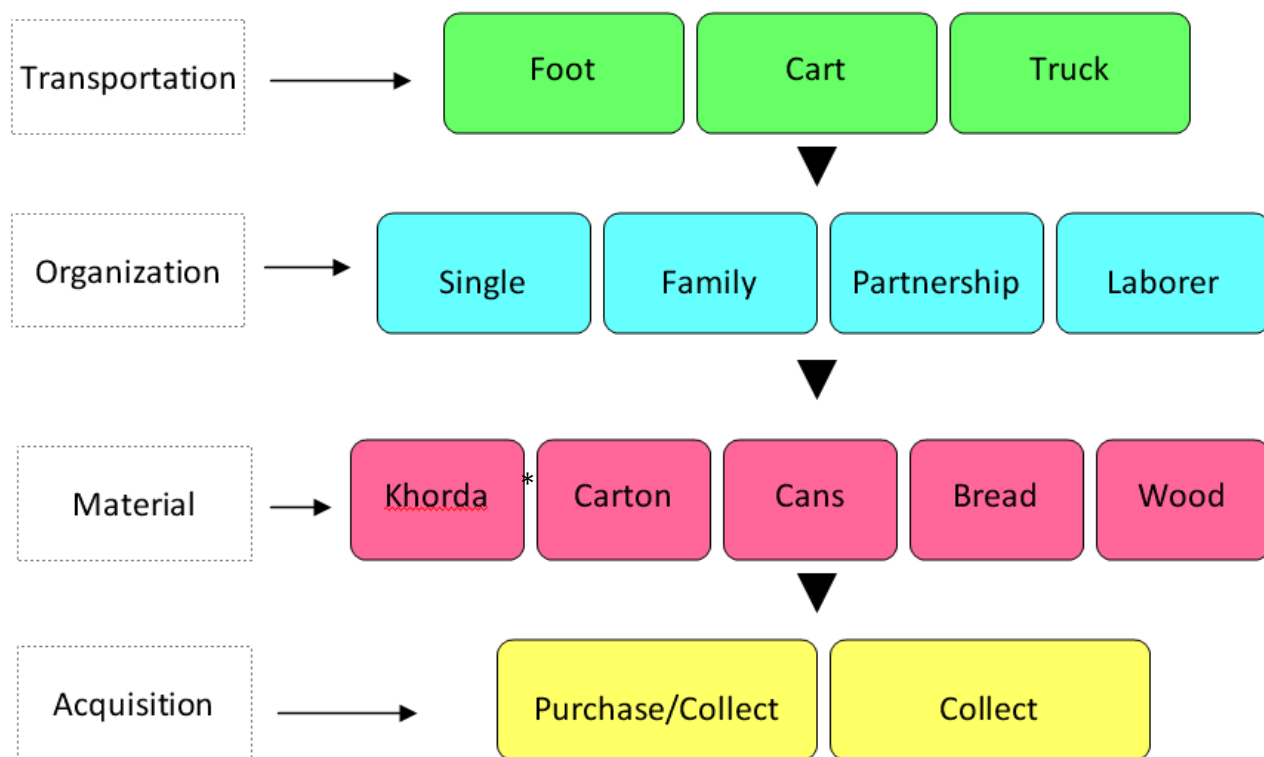 Transportation
Foot
Cart
Truck
Organization
Single
Family
Partnership
Laborer
Material
Khorda
*
Carton
Cans
Bread
Wood
Acquisition
Purchase/Collect
Collect